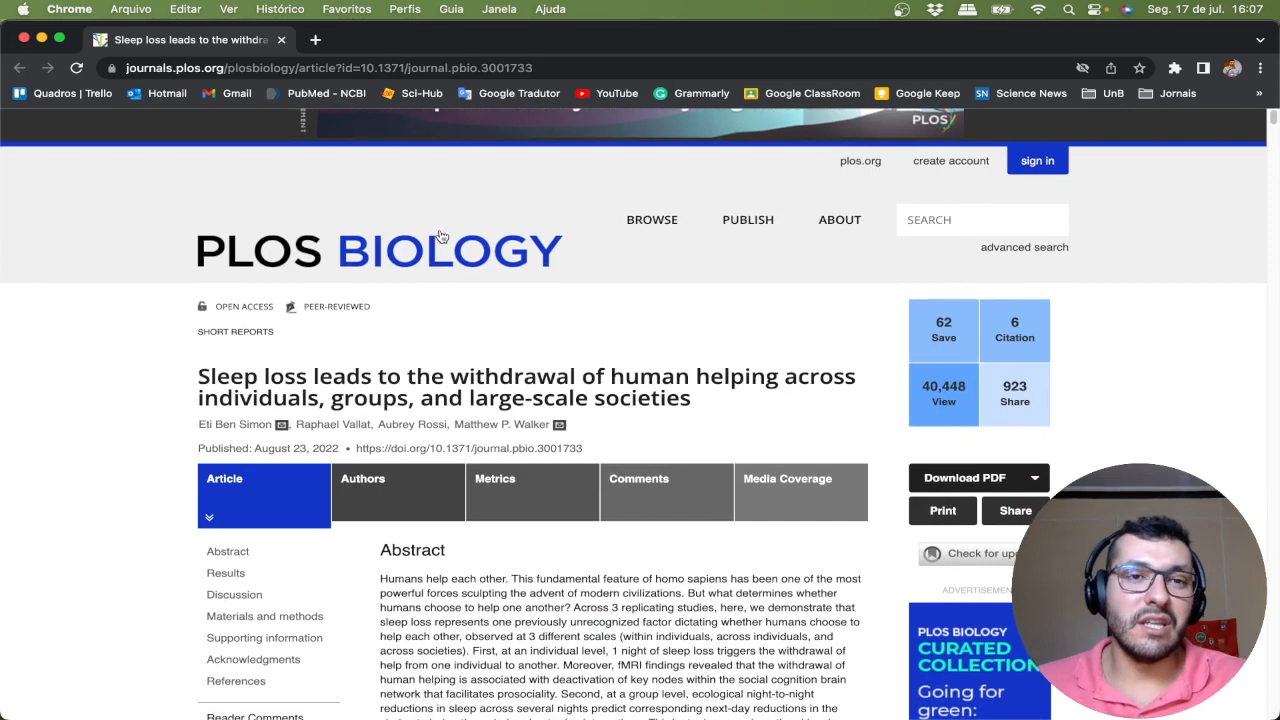 Chrome Arquivo Editar Visualizar Histórico Favoritos Perfis Guia Janela Ajuda sex. 14 de jul. 16:07
Sleep loss leads to the withdra
journals.plos.org/plosbiology/article?id=10.1371/journal.pbio.3001733
Quadros | Trello Hotmail Gmail PubMed - NCBI Sci-Hub Google Tradutor YouTube Grammarly Google ClassRoom Google Keep SN Science News UnB Jornais »
PLOS
plos.org create account sign in
BROWSE PUBLISH ABOUT SEARCH
advanced search
PLOS BIOLOGY
OPEN ACCESS PEER-REVIEWED
SHORT REPORTS
62 Save
6 Citation
40,448 View
923 Share
Sleep loss leads to the withdrawal of human helping across
individuals, groups, and large-scale societies
Eti Ben Simon, Raphael Vallat, Aubrey Rossi, Matthew P. Walker
Published: August 23, 2022 • https://doi.org/10.1371/journal.pbio.3001733
Article Authors Metrics Comments Media Coverage
Download PDF
Print Share
Check for up
ADVERTISEMEN
PLOS BIOLOGY
CURATED
COLLECTION
Going for
green:
Abstract
Results
Discussion
Materials and methods
Supporting information
Acknowledgments
References
Reader Comments
Abstract
Humans help each other. This fundamental feature of homo sapiens has been one of the most
powerful forces sculpting the advent of modern civilizations. But what determines whether
humans choose to help one another? Across 3 replicating studies, here, we demonstrate that
sleep loss represents one previously unrecognized factor dictating whether humans choose to
help each other, observed at 3 different scales (within individuals, across individuals, and
across societies). First, at an individual level, 1 night of sleep loss triggers the withdrawal of
help from one individual to another. Moreover, fMRI findings revealed that the withdrawal of
human helping is associated with deactivation of key nodes within the social cognition brain
network that facilitates prosociality. Second, at a group level, ecological night-to-night
reductions in sleep across several nights predict corresponding next-day reductions in the